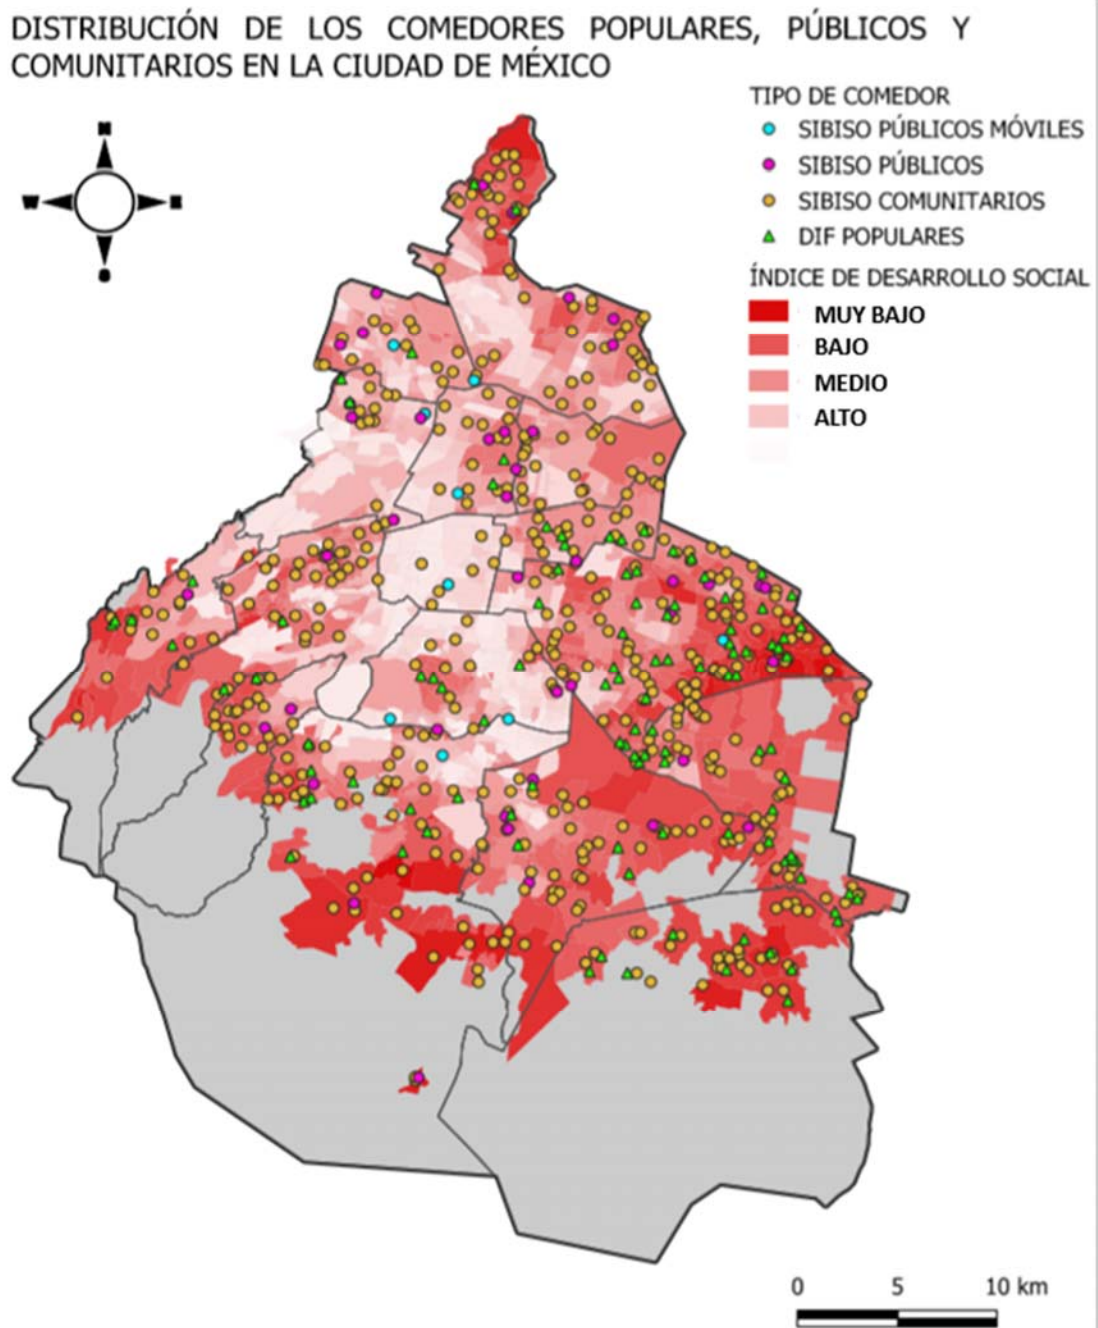 DISTRIBUCIÓN DE LOS COMEDORES POPULARES, PÚBLICOS Y
COMUNITARIOS EN LA CIUDAD DE MÉXICO
TIPO DE COMEDOR
SIBISO PÚBLICOS MÓVILES
SIBISO PÚBLICOS
SIBISO COMUNITARIOS
DIF POPULARES
ÍNDICE DE DESARROLLO SOCIAL
MUY BAJO
BAJO
MEDIO
ALTO
N
W
E
0 5 10 km